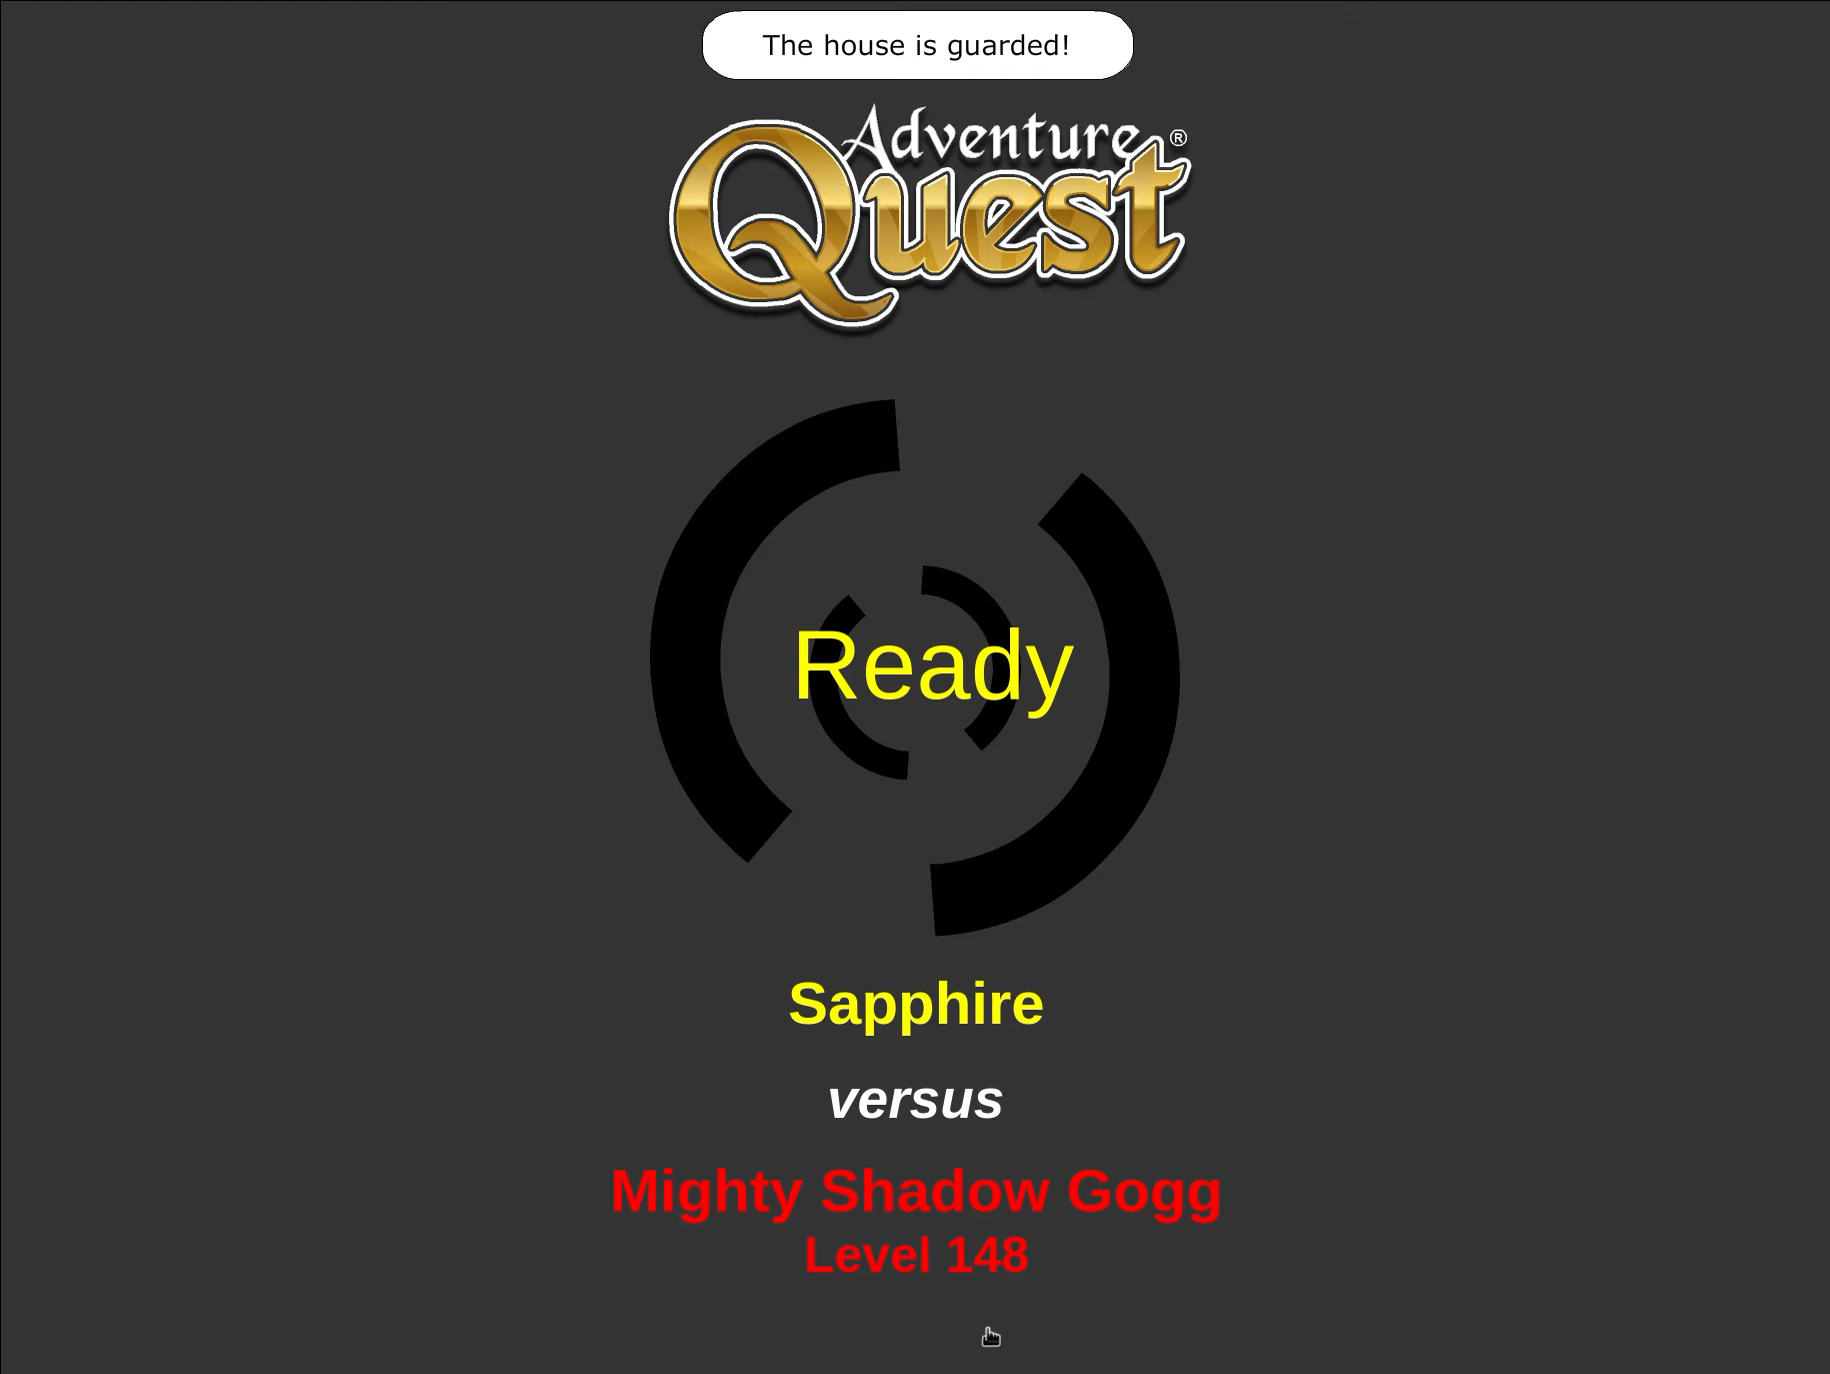 The house is guarded!
Adventure®
Quest
Ready
Sapphire
versus
Mighty Shadow Gogg
Level 148